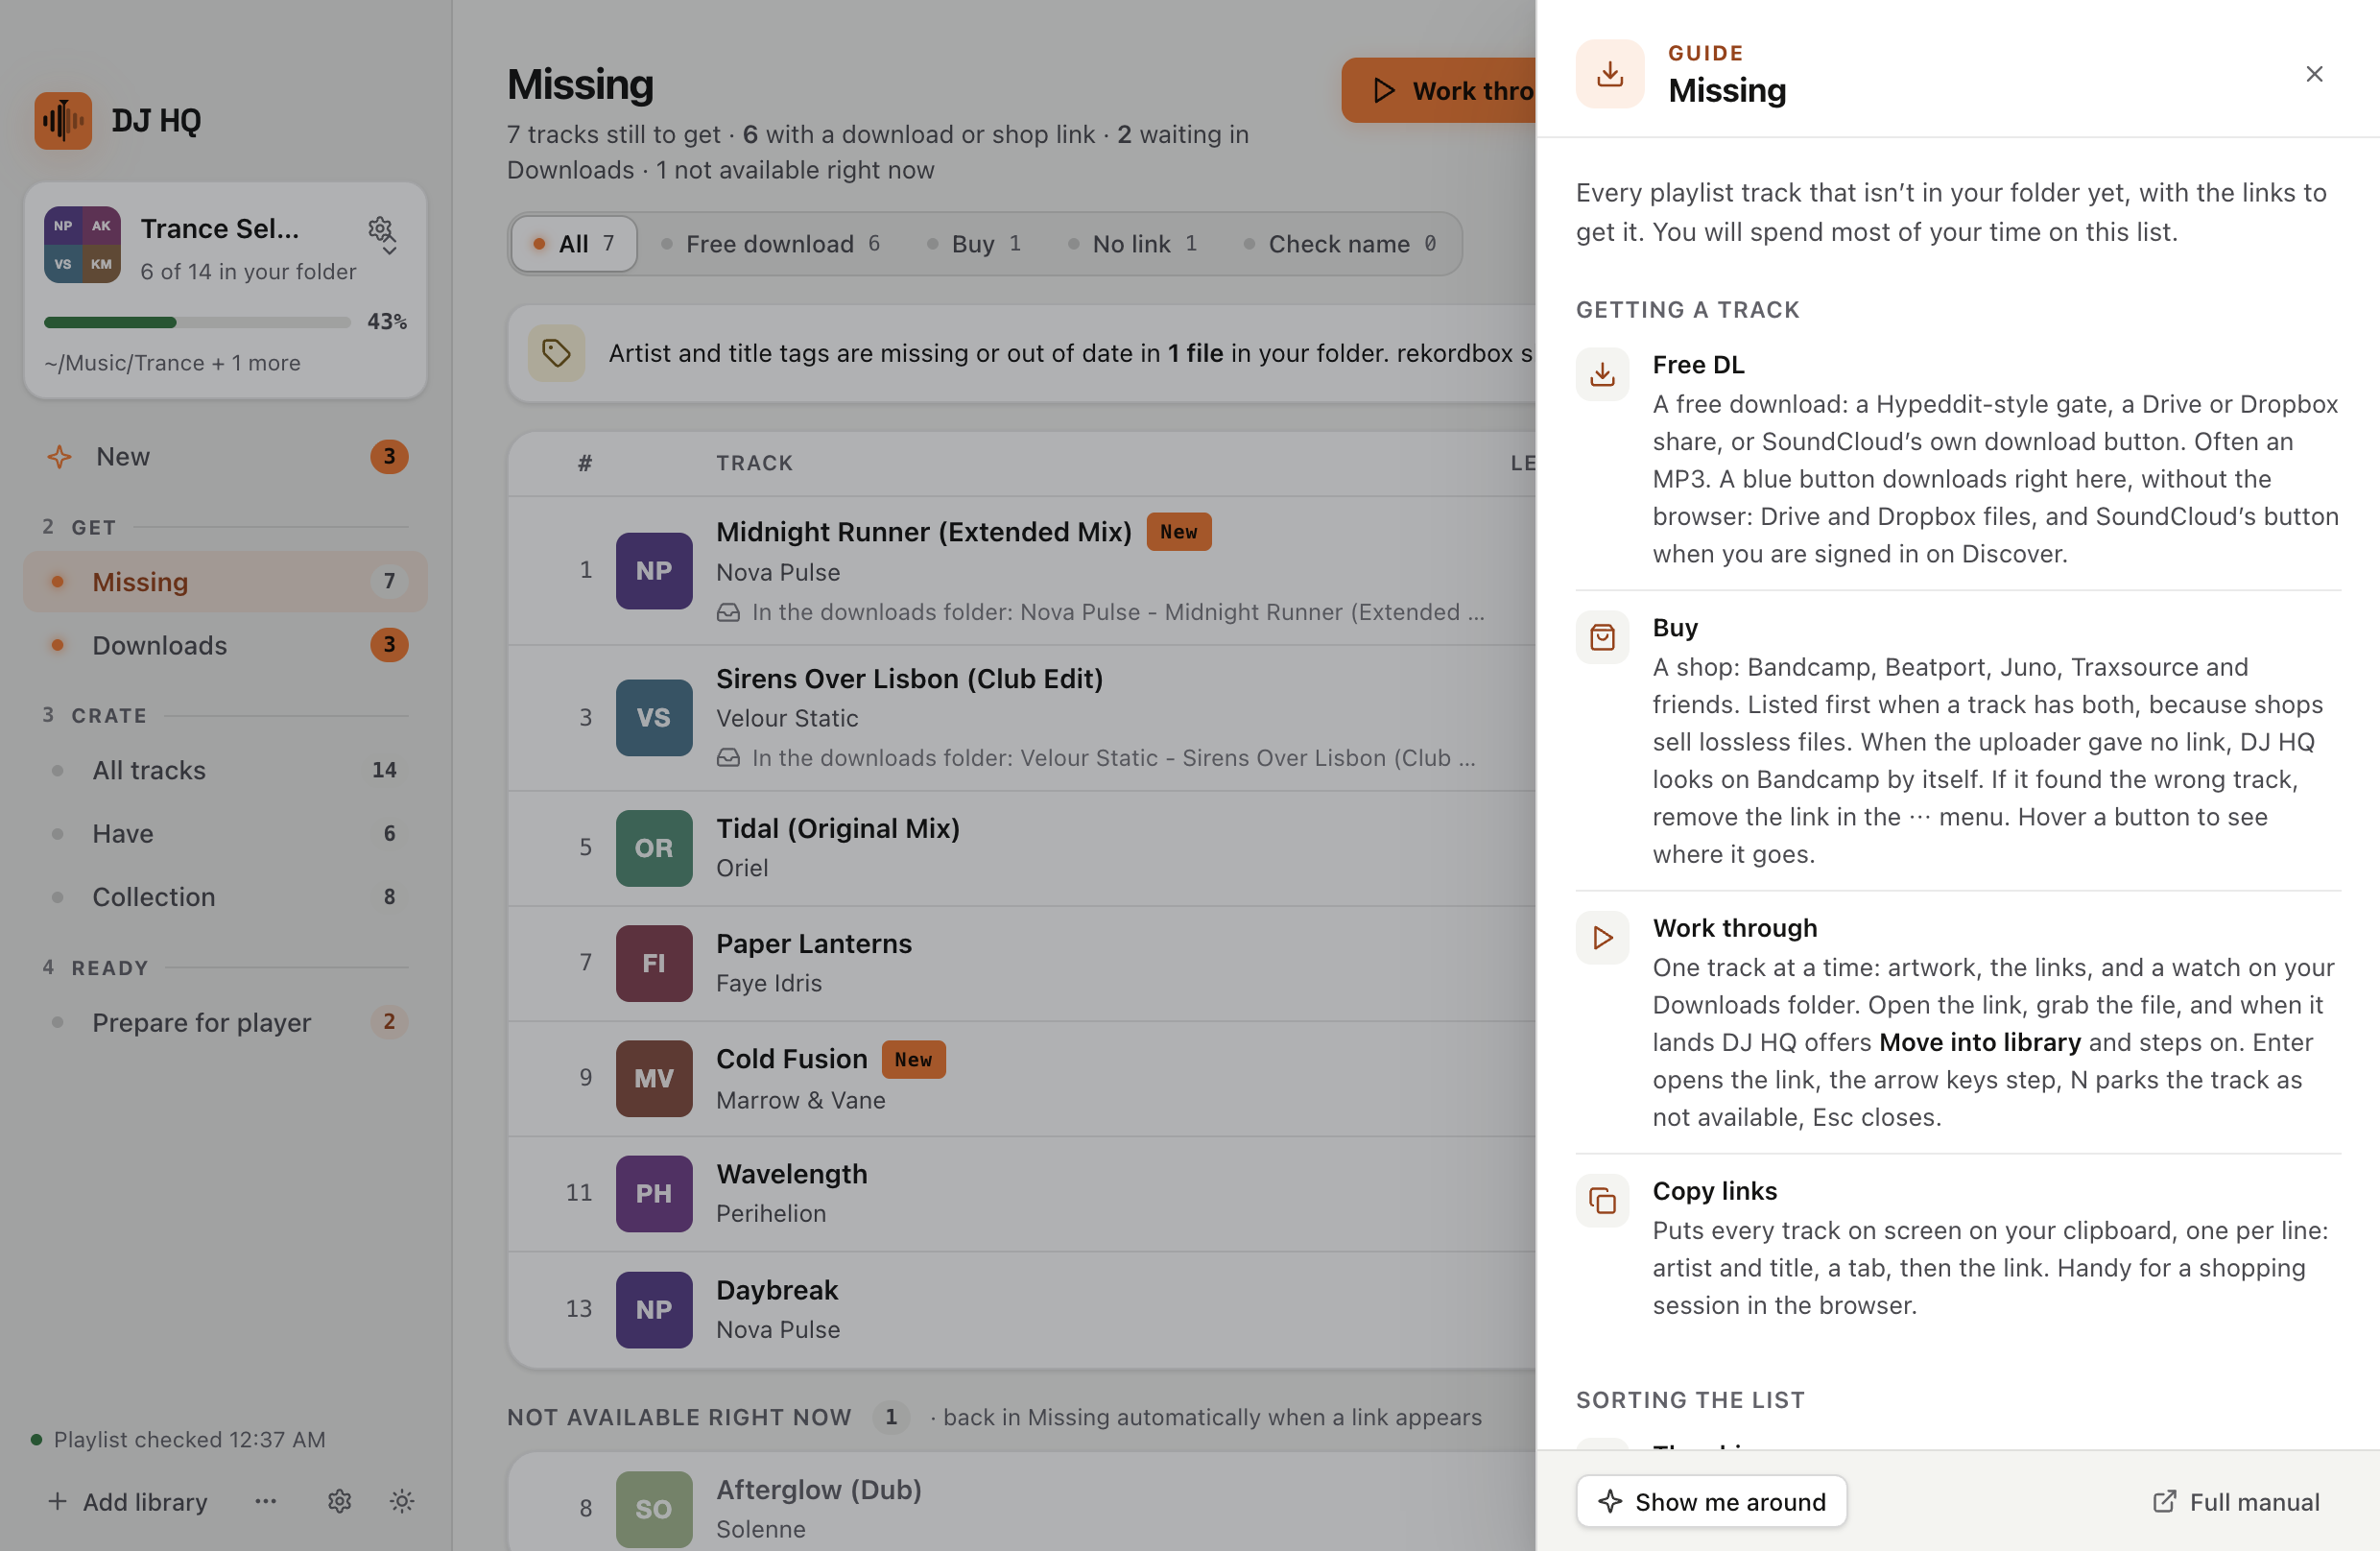 DJ HQ
NP AK
VS KM
Trance Sel...
6 of 14 in your folder
43%
~/Music/Trance + 1 more
New 3
2 GET
Missing 7
Downloads 3
3 CRATE
All tracks 14
Have 6
Collection 8
4 READY
Prepare for player 2
Playlist checked 12:37 AM
+ Add library ...
Missing
7 tracks still to get · 6 with a download or shop link · 2 waiting in
Downloads · 1 not available right now
Work thro
All 7 Free download 6 Buy 1 No link 1 Check name 0
Artist and title tags are missing or out of date in 1 file in your folder. rekordbox s
# TRACK LE
1 NP Midnight Runner (Extended Mix) New
Nova Pulse
In the downloads folder: Nova Pulse - Midnight Runner (Extended ...
3 VS Sirens Over Lisbon (Club Edit)
Velour Static
In the downloads folder: Velour Static - Sirens Over Lisbon (Club ...
5 OR Tidal (Original Mix)
Oriel
7 FI Paper Lanterns
Faye Idris
9 MV Cold Fusion New
Marrow & Vane
11 PH Wavelength
Perihelion
13 NP Daybreak
Nova Pulse
NOT AVAILABLE RIGHT NOW 1 · back in Missing automatically when a link appears
8 SO Afterglow (Dub)
Solenne
GUIDE
Missing
Every playlist track that isn’t in your folder yet, with the links to
get it. You will spend most of your time on this list.
GETTING A TRACK
Free DL
A free download: a Hypeddit-style gate, a Drive or Dropbox
share, or SoundCloud’s own download button. Often an
MP3. A blue button downloads right here, without the
browser: Drive and Dropbox files, and SoundCloud’s button
when you are signed in on Discover.
Buy
A shop: Bandcamp, Beatport, Juno, Traxsource and
friends. Listed first when a track has both, because shops
sell lossless files. When the uploader gave no link, DJ HQ
looks on Bandcamp by itself. If it found the wrong track,
remove the link in the ··· menu. Hover a button to see
where it goes.
Work through
One track at a time: artwork, the links, and a watch on your
Downloads folder. Open the link, grab the file, and when it
lands DJ HQ offers Move into library and steps on. Enter
opens the link, the arrow keys step, N parks the track as
not available, Esc closes.
Copy links
Puts every track on screen on your clipboard, one per line:
artist and title, a tab, then the link. Handy for a shopping
session in the browser.
SORTING THE LIST
Show me around
Full manual